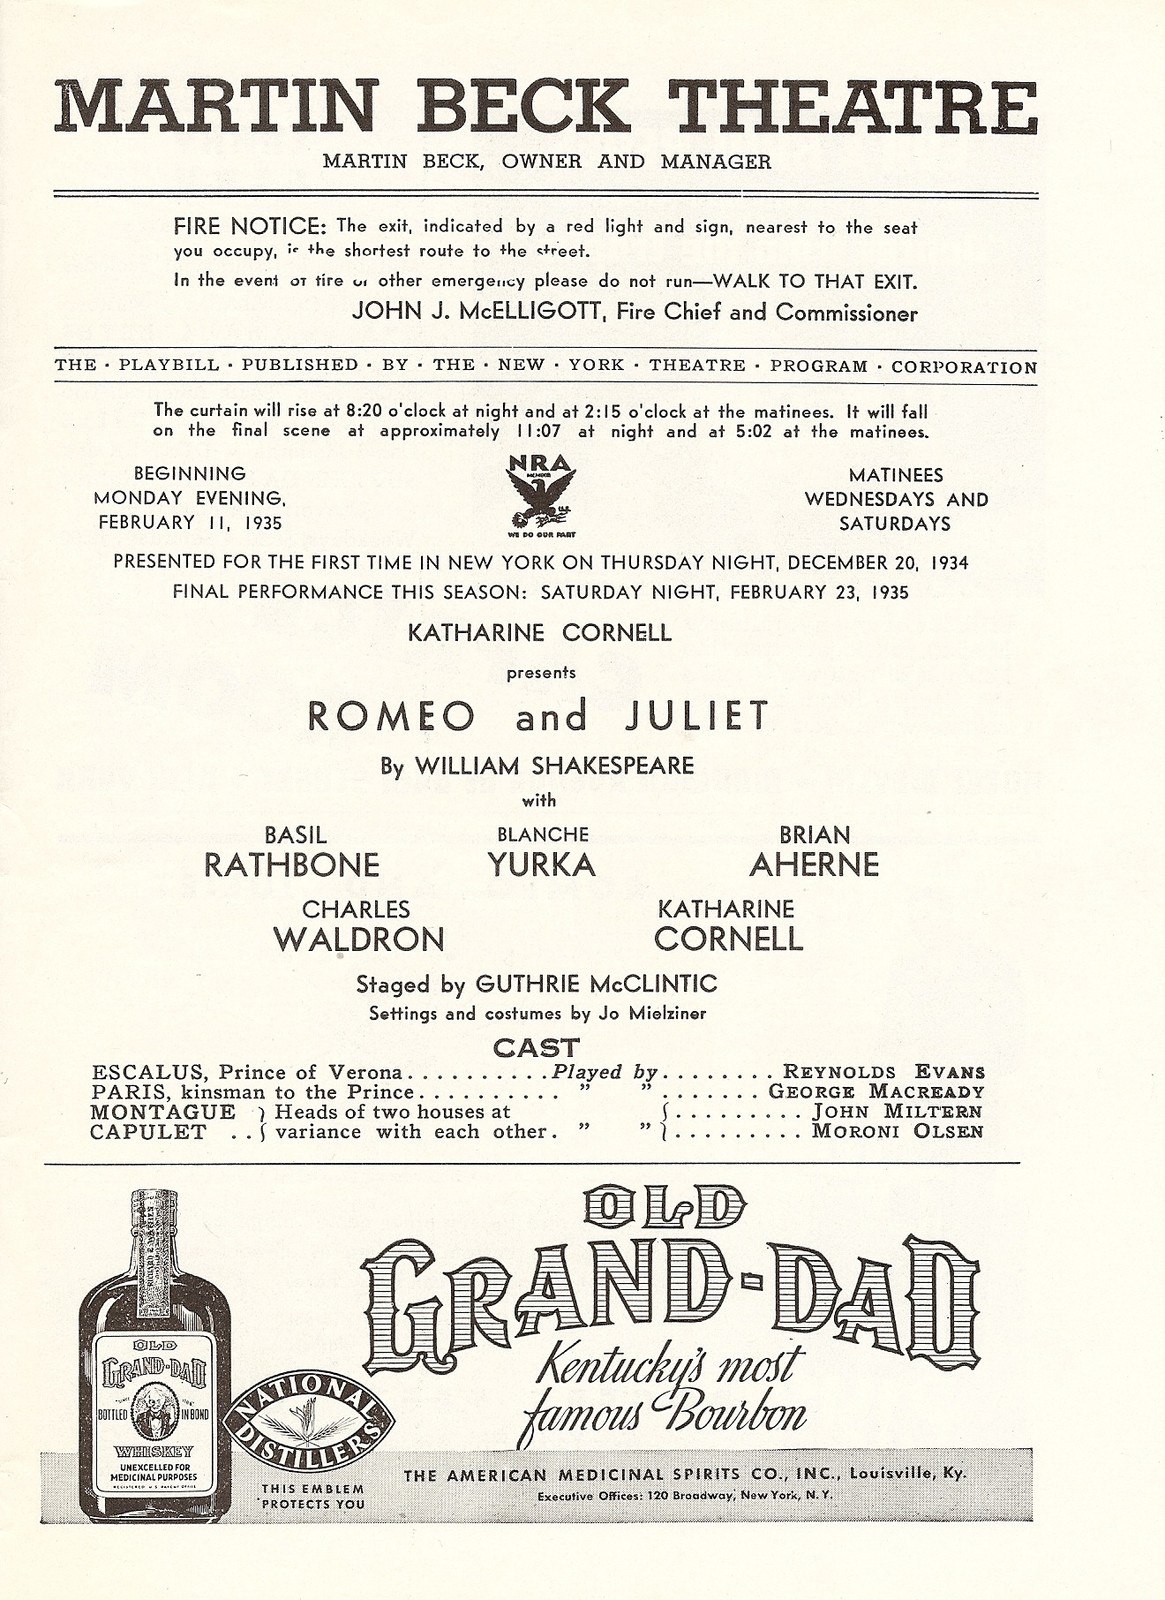 MARTIN BECK THEATRE
MARTIN BECK, OWNER AND MANAGER
FIRE NOTICE: The exit, indicated by a red light and sign, nearest to the seat
you occupy, is the shortest route to the street.
In the event of fire or other emergency please do not run—WALK TO THAT EXIT.
JOHN J. McELLIGOTT, Fire Chief and Commissioner
THE · PLAYBILL · PUBLISHED · BY · THE · NEW · YORK · THEATRE · PROGRAM · CORPORATION
The curtain will rise at 8:20 o'clock at night and at 2:15 o'clock at the matinees. It will fall
on the final scene at approximately 11:07 at night and at 5:02 at the matinees.
BEGINNING
MONDAY EVENING,
FEBRUARY 11, 1935
NRA
WE DO OUR PART
MATINEES
WEDNESDAYS AND
SATURDAYS
PRESENTED FOR THE FIRST TIME IN NEW YORK ON THURSDAY NIGHT, DECEMBER 20, 1934
FINAL PERFORMANCE THIS SEASON: SATURDAY NIGHT, FEBRUARY 23, 1935
KATHARINE CORNELL
presents
ROMEO and JULIET
By WILLIAM SHAKESPEARE
with
BASIL RATHBONE
BLANCHE YURKA
BRIAN AHERNE
CHARLES WALDRON
KATHARINE CORNELL
Staged by GUTHRIE McCLINTIC
Settings and costumes by Jo Mielziner
CAST
ESCALUS, Prince of Verona..........Played by........REYNOLDS EVANS
PARIS, kinsman to the Prince.......... ” ” .......GEORGE MACREADY
MONTAGUE } Heads of two houses at {.........JOHN MILTERN
CAPULET ..{ variance with each other. ” ” }.........MORONI OLSEN
OLD
GRAND-DAD
Kentucky's most
famous Bourbon
OLD
GRAND-DAD
BOTTLED IN BOND
WHISKEY
UNEXCELLED FOR
MEDICINAL PURPOSES
NATIONAL
DISTILLERS
THIS EMBLEM
PROTECTS YOU
THE AMERICAN MEDICINAL SPIRITS CO., INC., Louisville, Ky.
Executive Offices: 120 Broadway, New York, N.Y.